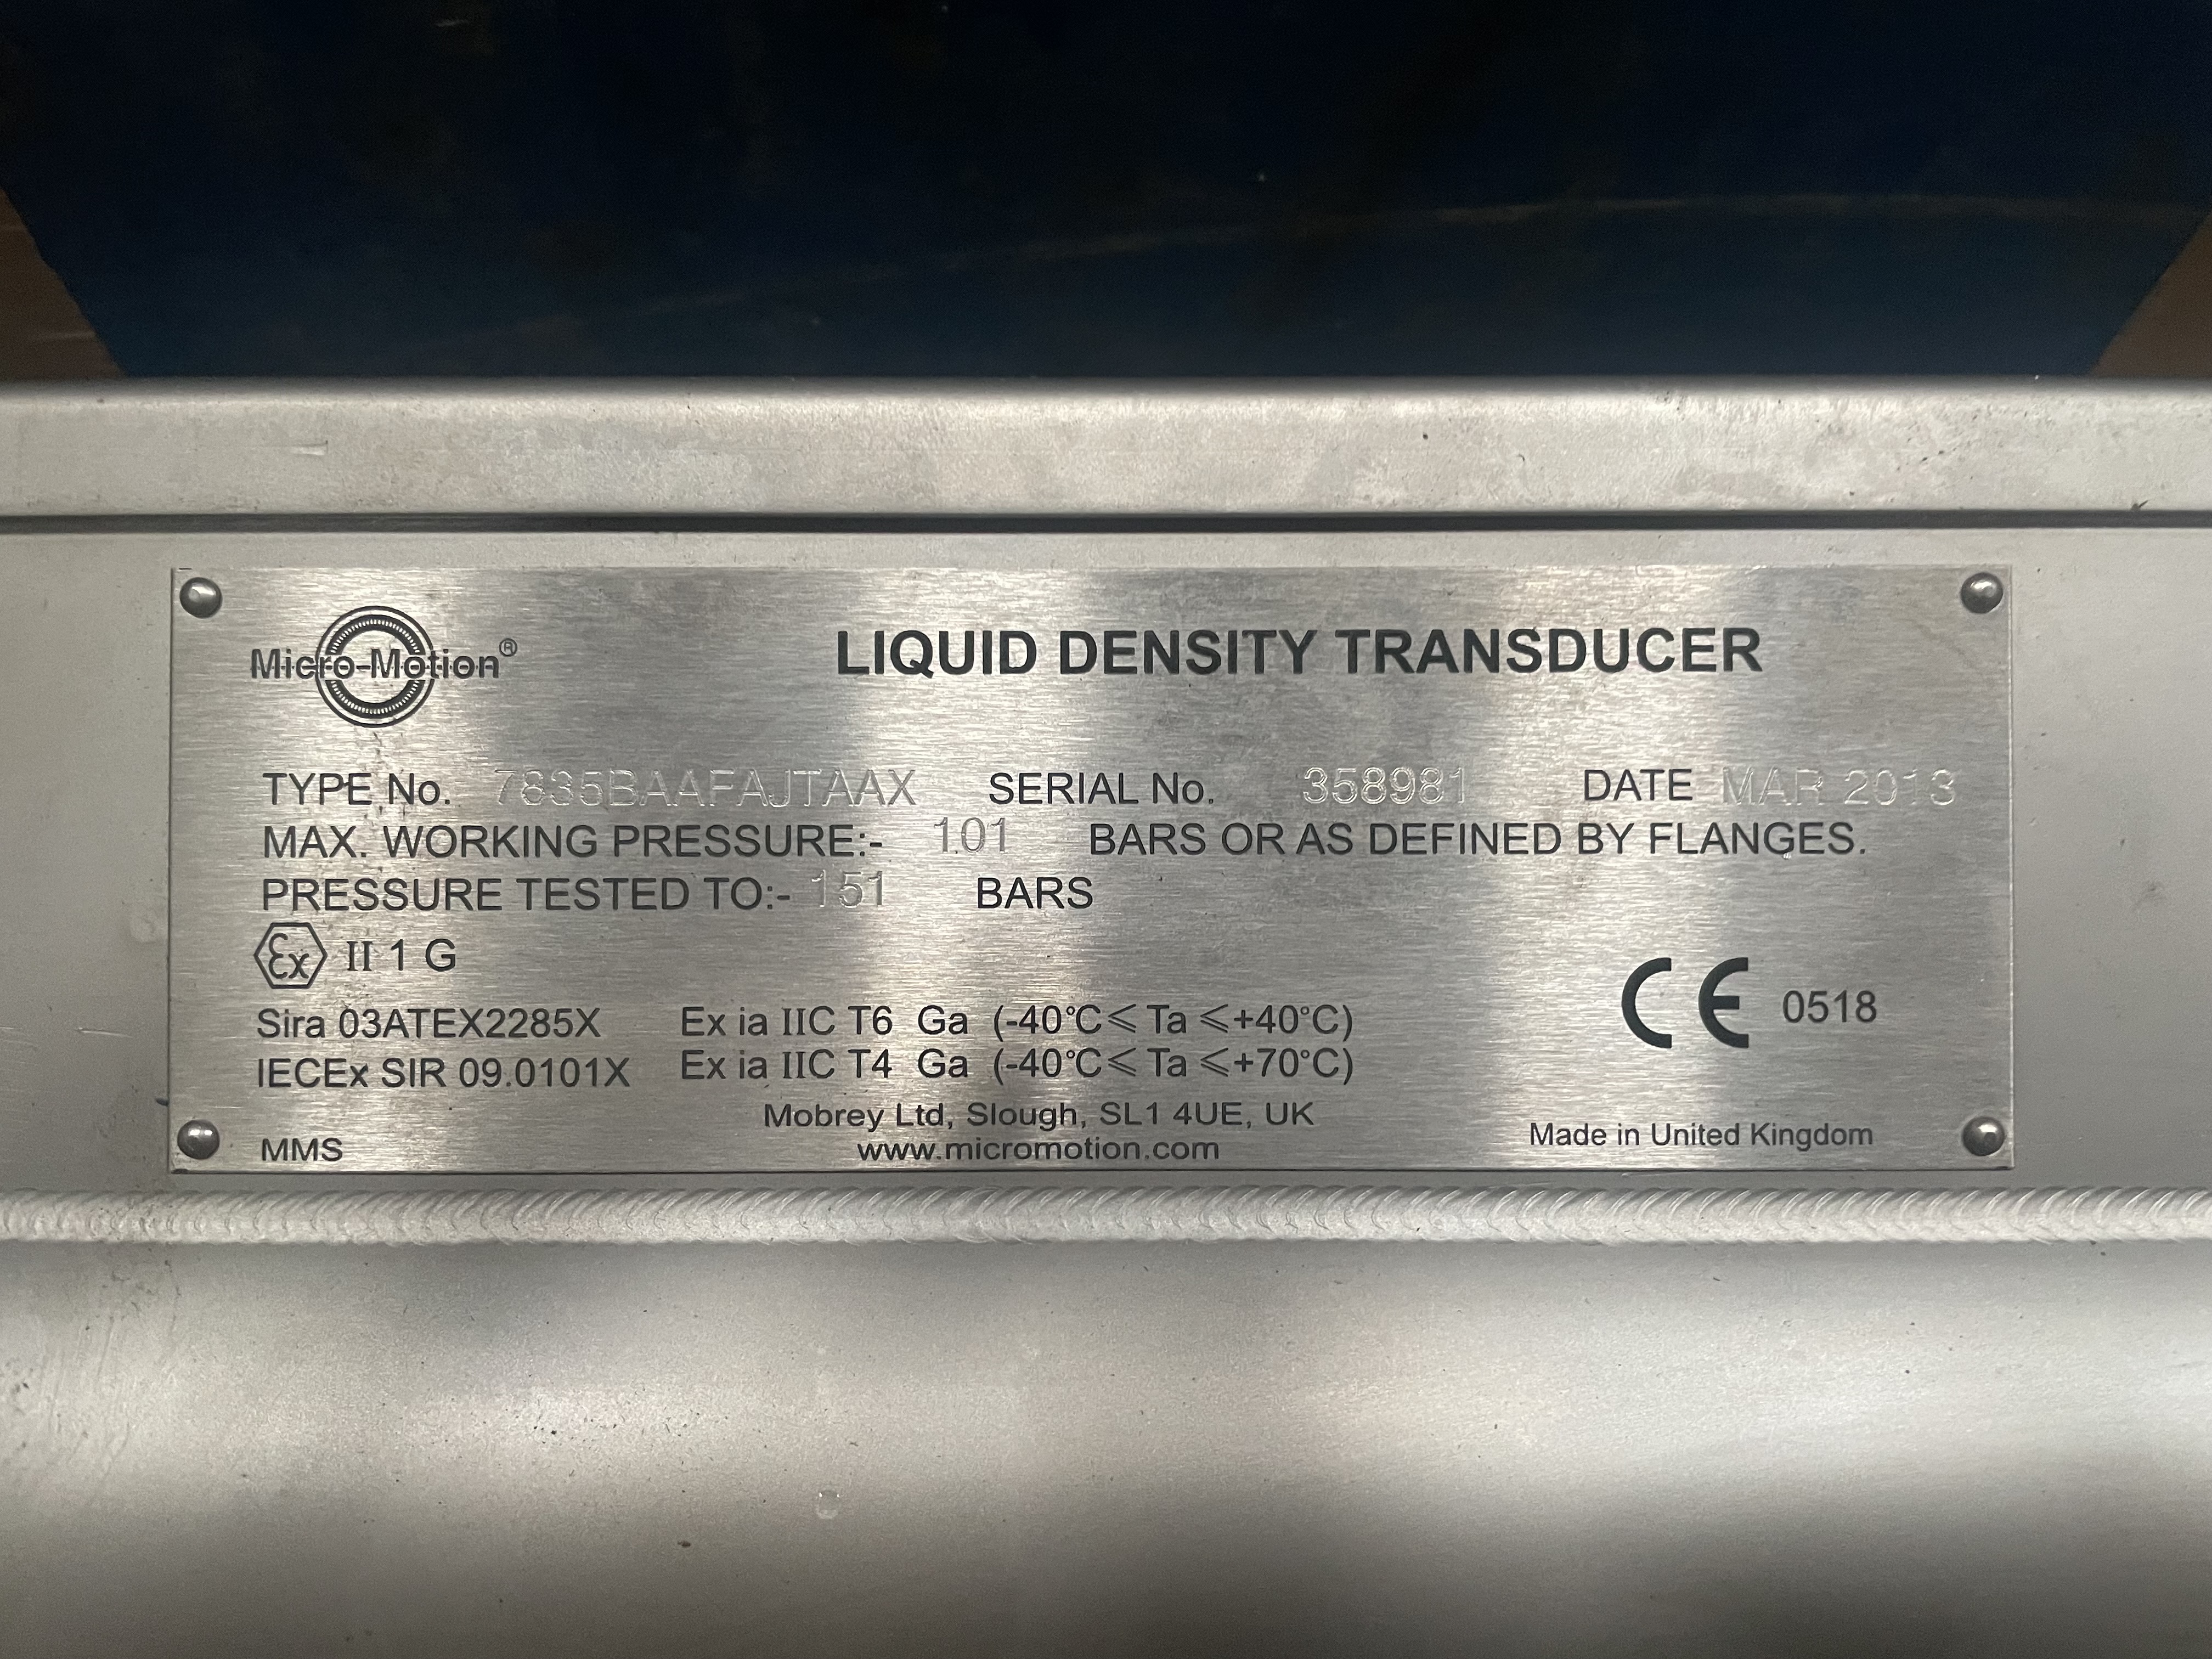 Micro-Motion®
LIQUID DENSITY TRANSDUCER
TYPE No. 7835BAAFAJTAAX SERIAL No. 358981 DATE MAR 2013
MAX. WORKING PRESSURE:- 101 BARS OR AS DEFINED BY FLANGES.
PRESSURE TESTED TO:- 151 BARS
Ex II 1 G
Sira 03ATEX2285X Ex ia IIC T6 Ga (-40°C⩽Ta⩽+40°C)
IECEx SIR 09.0101X Ex ia IIC T4 Ga (-40°C⩽Ta⩽+70°C)
CE 0518
Mobrey Ltd, Slough, SL1 4UE, UK
MMS www.micromotion.com Made in United Kingdom